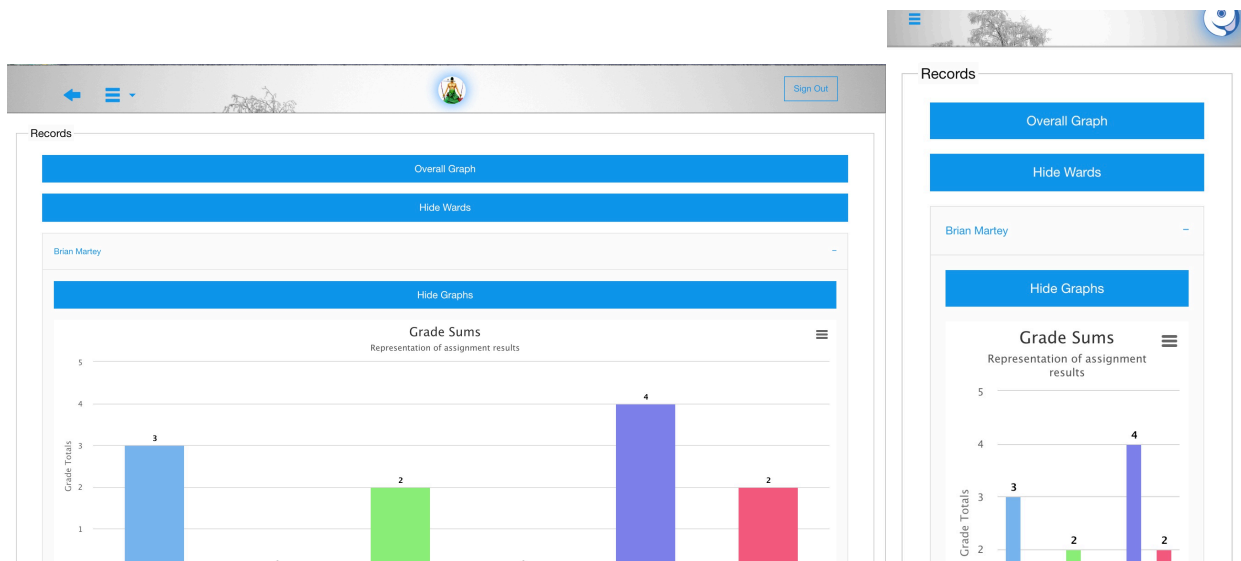 Sign Out
Records
Overall Graph
Hide Wards
Brian Martey
-
Hide Graphs
Grade Sums
Representation of assignment results
5
4
3
2
1
Grade Totals
3
2
4
2
Records
Overall Graph
Hide Wards
Brian Martey
-
Hide Graphs
Grade Sums
Representation of assignment
results
5
4
3
2
Grade Totals
3
2
4
2